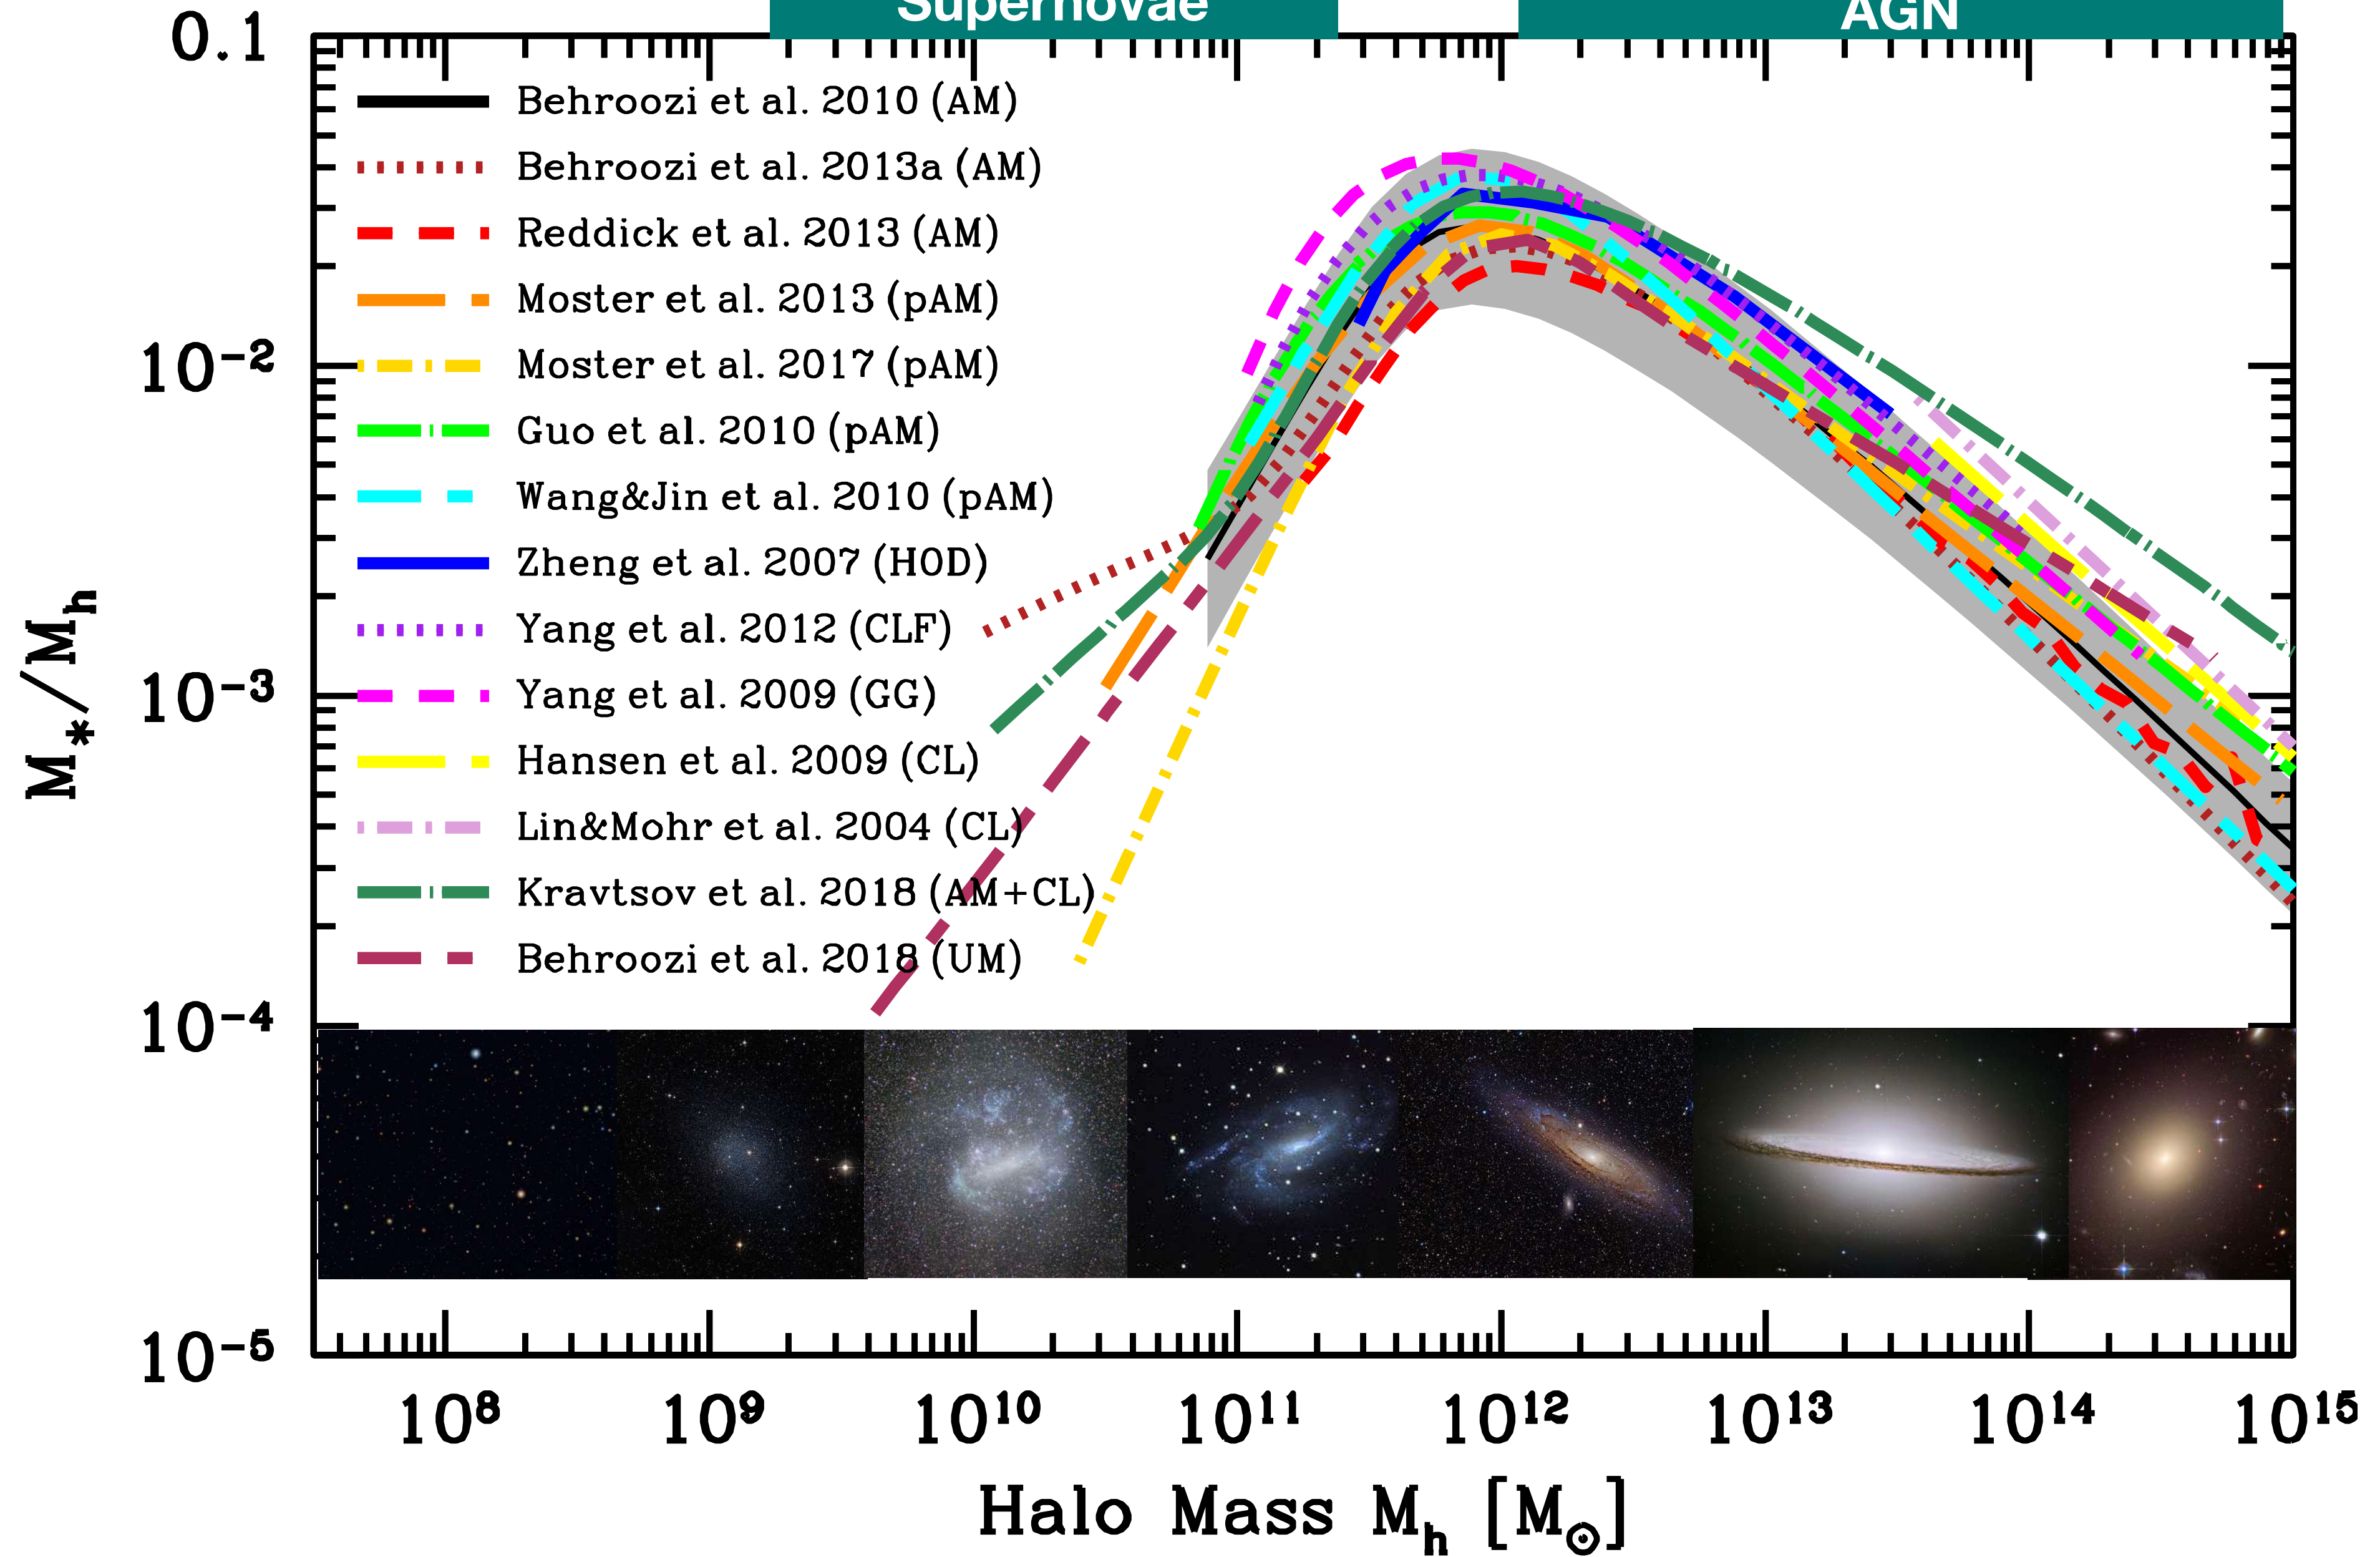 Supernovae
AGN
0.1
10⁻²
10⁻³
10⁻⁴
10⁻⁵
M*/Mₕ
Behroozi et al. 2010 (AM)
Behroozi et al. 2013a (AM)
Reddick et al. 2013 (AM)
Moster et al. 2013 (pAM)
Moster et al. 2017 (pAM)
Guo et al. 2010 (pAM)
Wang&Jin et al. 2010 (pAM)
Zheng et al. 2007 (HOD)
Yang et al. 2012 (CLF)
Yang et al. 2009 (GG)
Hansen et al. 2009 (CL)
Lin&Mohr et al. 2004 (CL)
Kravtsov et al. 2018 (AM+CL)
Behroozi et al. 2018 (UM)
10⁸ 10⁹ 10¹⁰ 10¹¹ 10¹² 10¹³ 10¹⁴ 10¹⁵
Halo Mass Mₕ [M☉]